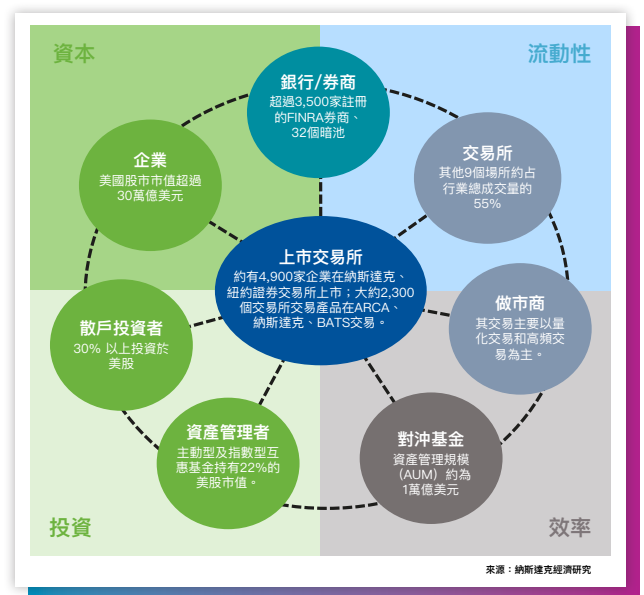 資本
流動性
銀行/券商
超過3,500家註冊
的FINRA券商、
32個暗池
企業
美國股市市值超過
30萬億美元
交易所
其他9個場所約占
行業總成交量的
55%
上市交易所
約有4,900家企業在納斯達克、
紐約證券交易所上市；大約2,300
個交易所交易產品在ARCA、
納斯達克、BATS交易。
散戶投資者
30% 以上投資於
美股
做市商
其交易主要以量
化交易和高頻交
易為主。
資產管理者
主動型及指數型互
惠基金持有22%的
美股市值。
對沖基金
資產管理規模
（AUM）約為
1萬億美元
投資
效率
來源：納斯達克經濟研究